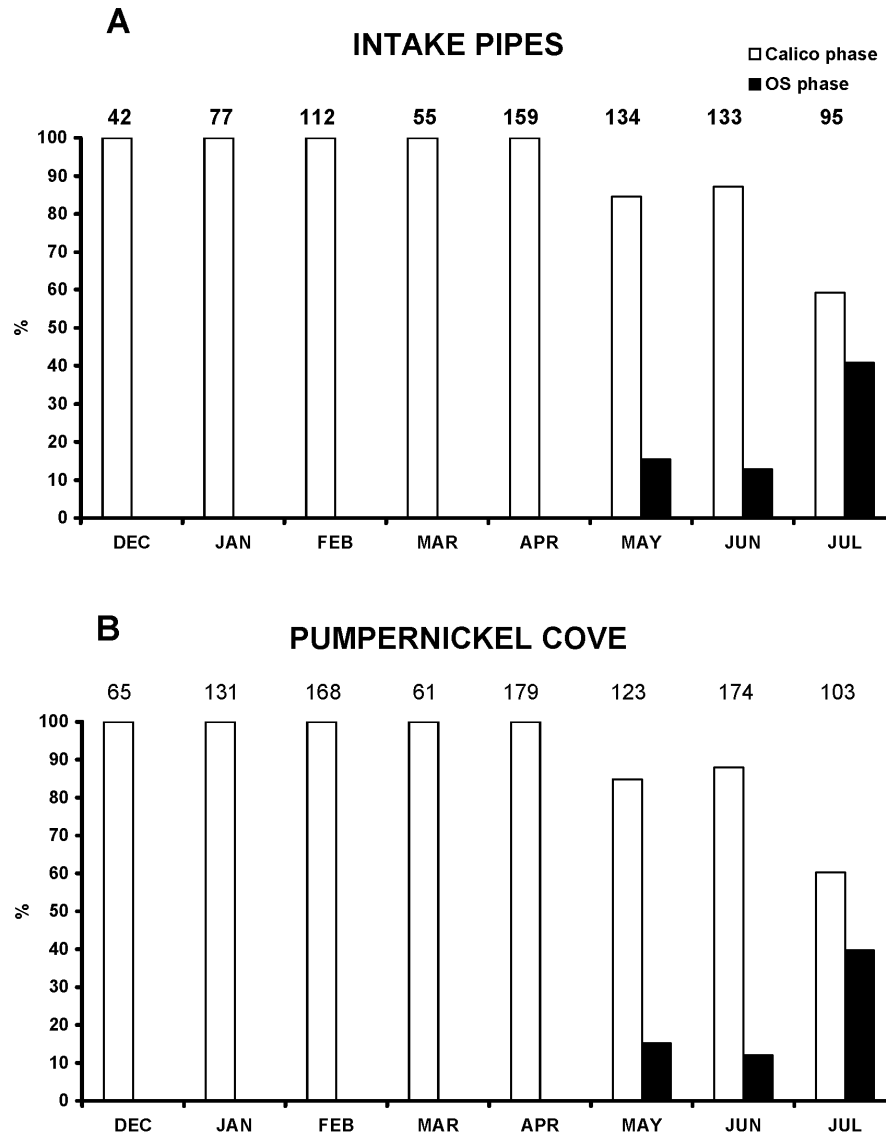 A
INTAKE PIPES
Calico phase
OS phase
42 77 112 55 159 134 133 95
100
90
80
70
60
50
40
30
20
10
0
%
DEC JAN FEB MAR APR MAY JUN JUL
B
PUMPERNICKEL COVE
65 131 168 61 179 123 174 103
100
90
80
70
60
50
40
30
20
10
0
%
DEC JAN FEB MAR APR MAY JUN JUL